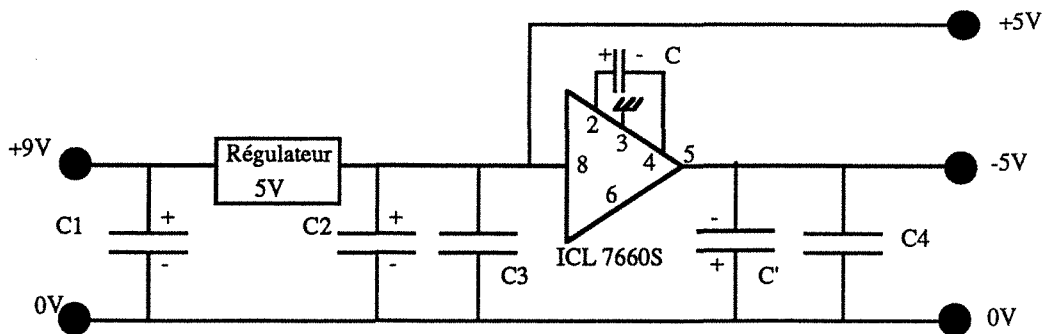 +5V
+ - C
2
3
+9V
Régulateur
5V
8
4
5
-5V
6
C1
+
-
C2
+
-
C3
ICL 7660S
-
+
C'
C4
0V
0V